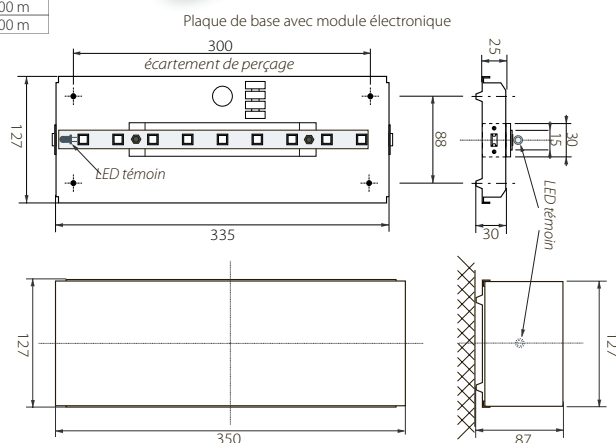 00 m
00 m
Plaque de base avec module électronique
300
écartement de perçage
127
88
LED témoin
335
25
15
30
30
LED témoin
127
350
127
87